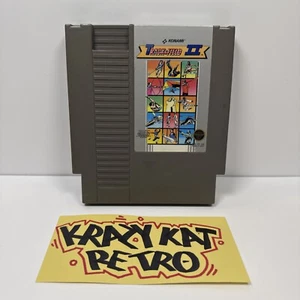 KONAMI
TRACK & FIELD II
KRAZY KAT
RETRO